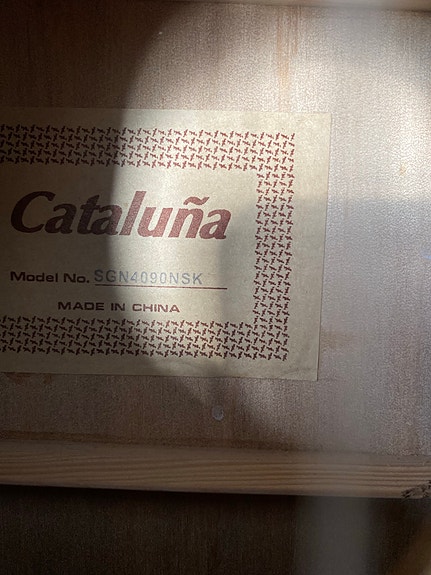 Cataluña
Model No. SGN4090NSK
MADE IN CHINA